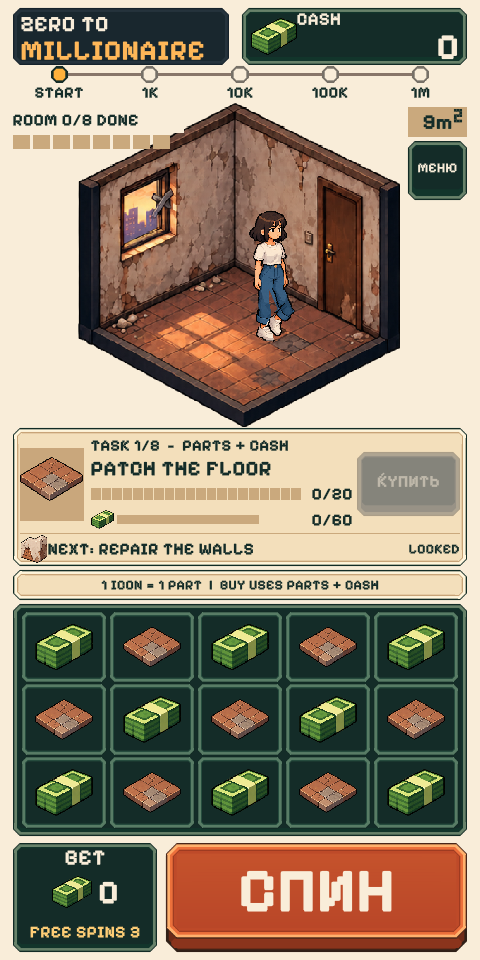 ZERO TO
MILLIONAIRE
CASH
0
START 1K 10K 100K 1M
ROOM 0/8 DONE
9m²
МЕНЮ
TASK 1/8 - PARTS + CASH
PATCH THE FLOOR
0/20
КУПИТЬ
0/60
NEXT: REPAIR THE WALLS
LOCKED
1 ICON = 1 PART | BUY USES PARTS + CASH
BET
0
FREE SPINS 3
СПИН